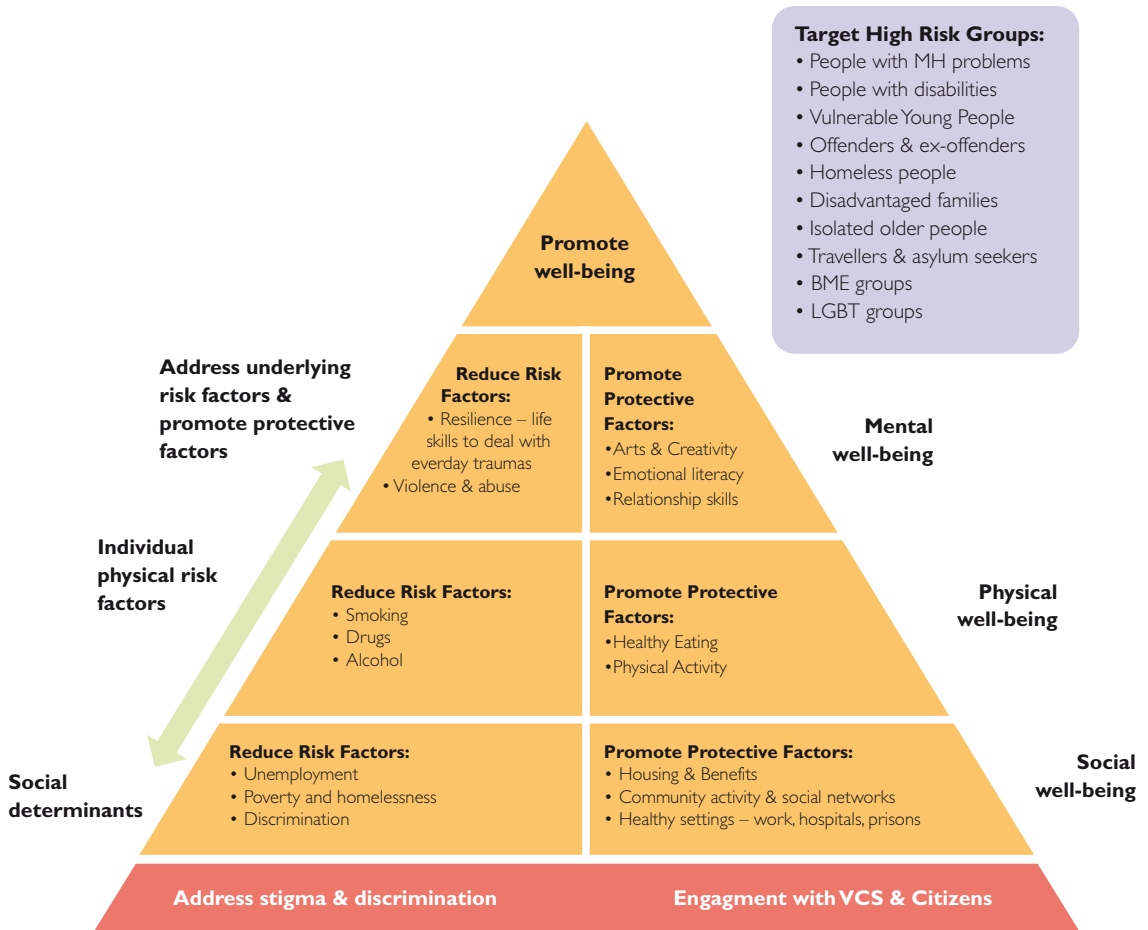 Target High Risk Groups:
• People with MH problems
• People with disabilities
• Vulnerable Young People
• Offenders & ex-offenders
• Homeless people
• Disadvantaged families
• Isolated older people
• Travellers & asylum seekers
• BME groups
• LGBT groups
Promote
well-being
Address underlying
risk factors &
promote protective
factors
Reduce Risk
Factors:
• Resilience – life
skills to deal with
everday traumas
• Violence & abuse
Promote
Protective
Factors:
•Arts & Creativity
•Emotional literacy
•Relationship skills
Mental
well-being
Individual
physical risk
factors
Reduce Risk Factors:
• Smoking
• Drugs
• Alcohol
Promote Protective
Factors:
•Healthy Eating
•Physical Activity
Physical
well-being
Social
determinants
Reduce Risk Factors:
• Unemployment
• Poverty and homelessness
• Discrimination
Promote Protective Factors:
• Housing & Benefits
• Community activity & social networks
• Healthy settings – work, hospitals, prisons
Social
well-being
Address stigma & discrimination
Engagment with VCS & Citizens